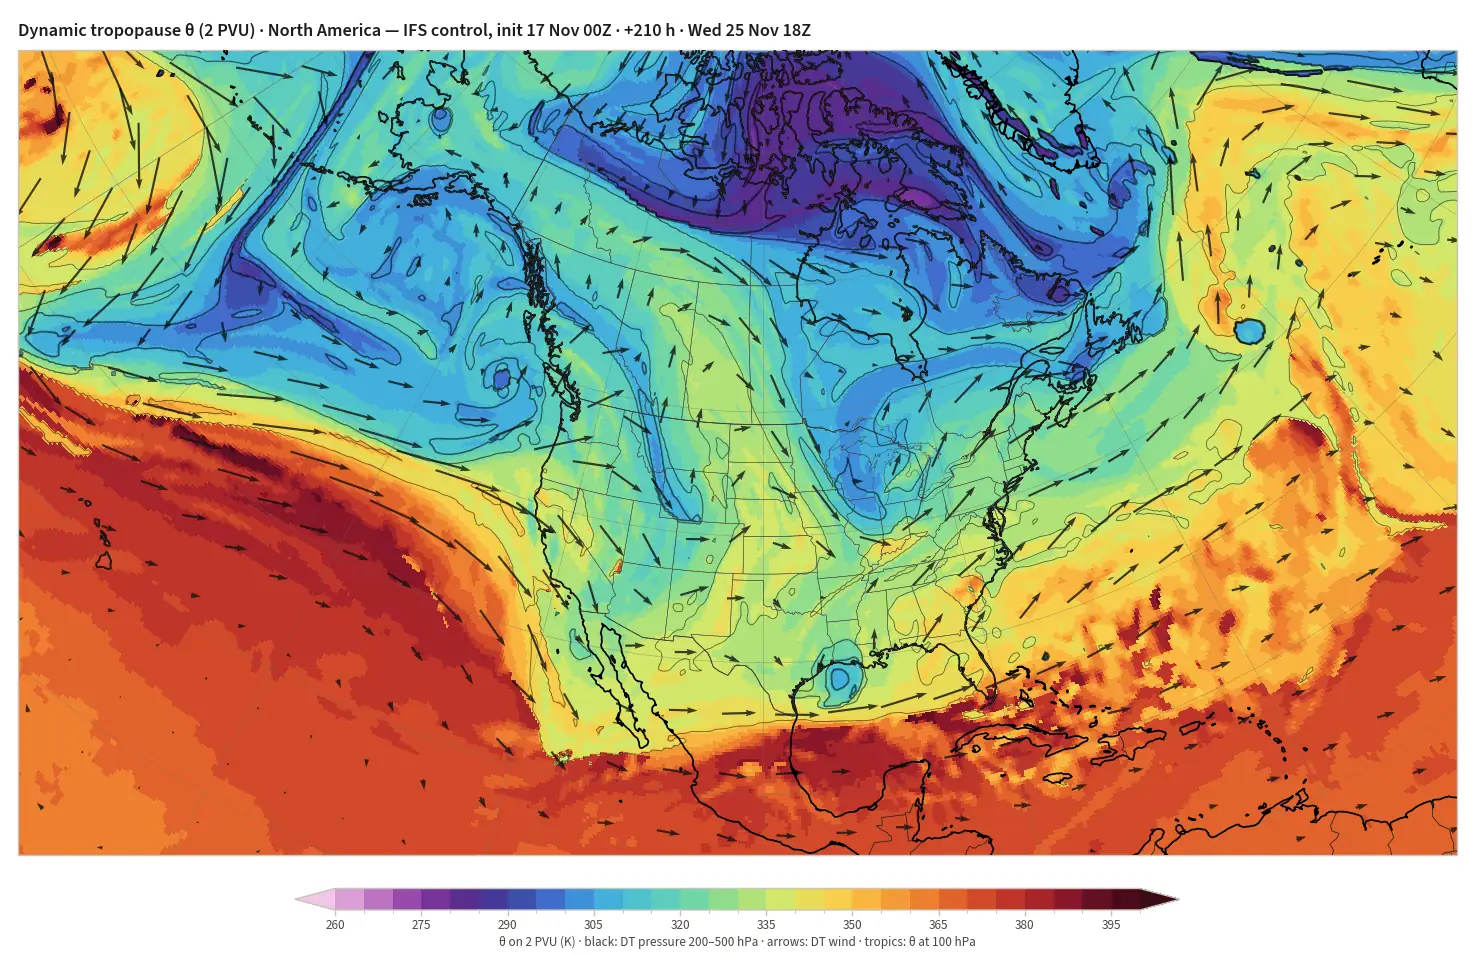 Dynamic tropopause θ (2 PVU) · North America — IFS control, init 17 Nov 00Z · +210 h · Wed 25 Nov 18Z
260 275 290 305 320 335 350 365 380 395
θ on 2 PVU (K) · black: DT pressure 200–500 hPa · arrows: DT wind · tropics: θ at 100 hPa